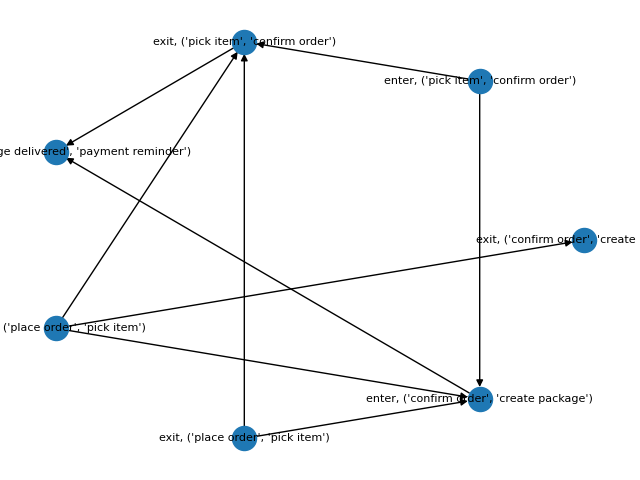 exit, ('pick item', 'confirm order')
enter, ('pick item', 'confirm order')
ge delivered', 'payment reminder')
exit, ('confirm order', 'create
('place order', 'pick item')
enter, ('confirm order', 'create package')
exit, ('place order', 'pick item')